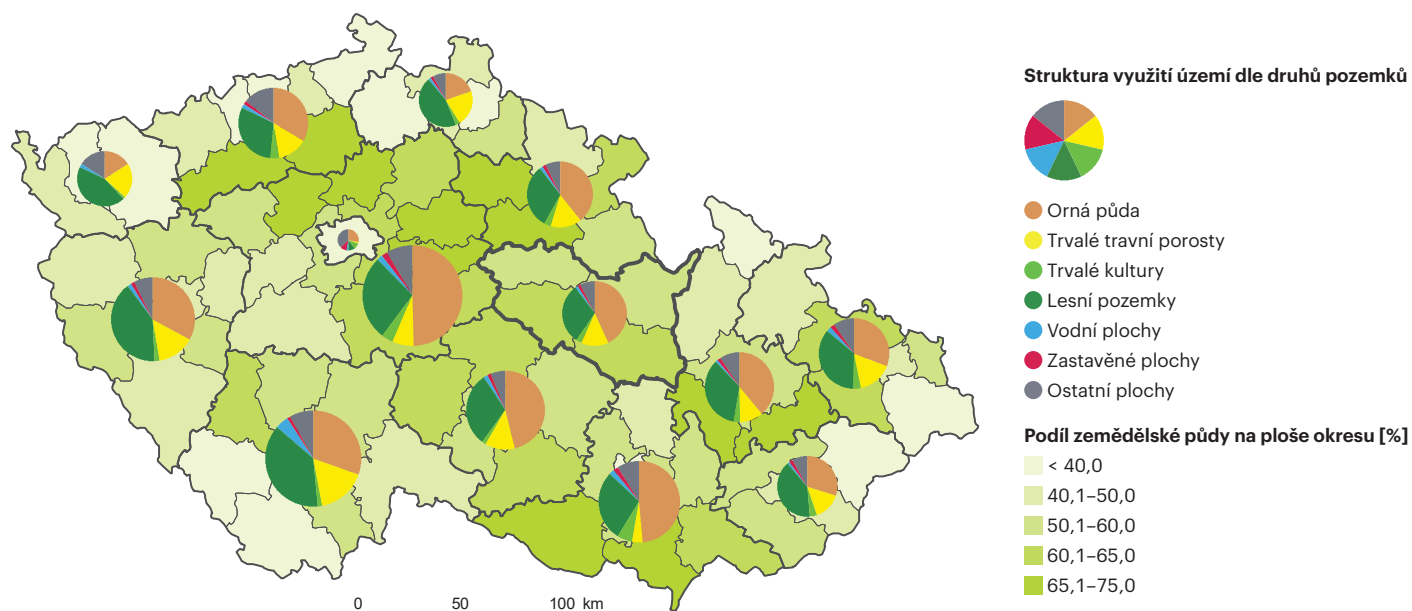 Struktura využití území dle druhů pozemků
Orná půda
Trvalé travní porosty
Trvalé kultury
Lesní pozemky
Vodní plochy
Zastavěné plochy
Ostatní plochy
Podíl zemědělské půdy na ploše okresu [%]
< 40,0
40,1–50,0
50,1–60,0
60,1–65,0
65,1–75,0
0 50 100 km